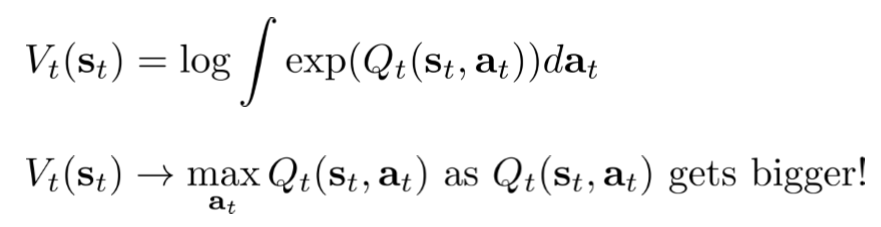 V_t(s_t) = log ∫ exp(Q_t(s_t, a_t))da_t
V_t(s_t) → max_{a_t} Q_t(s_t, a_t) as Q_t(s_t, a_t) gets bigger!